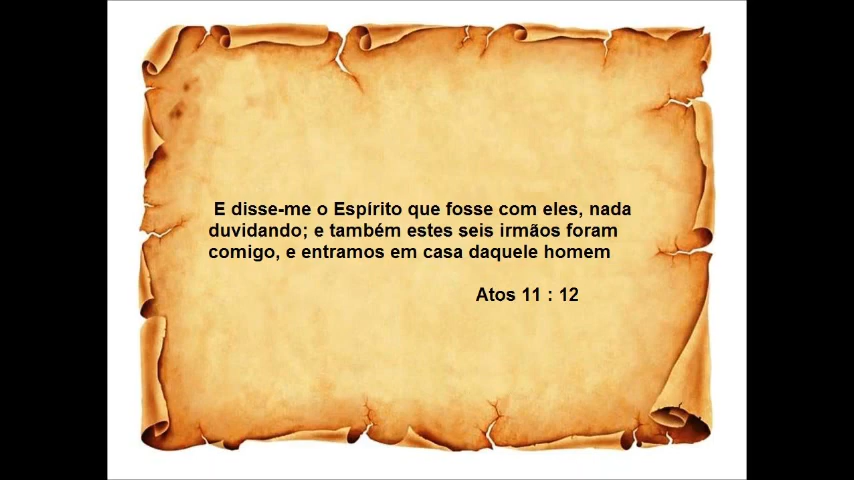 E disse-me o Espírito que fosse com eles, nada
duvidando; e também estes seis irmãos foram
comigo, e entramos em casa daquele homem
Atos 11 : 12